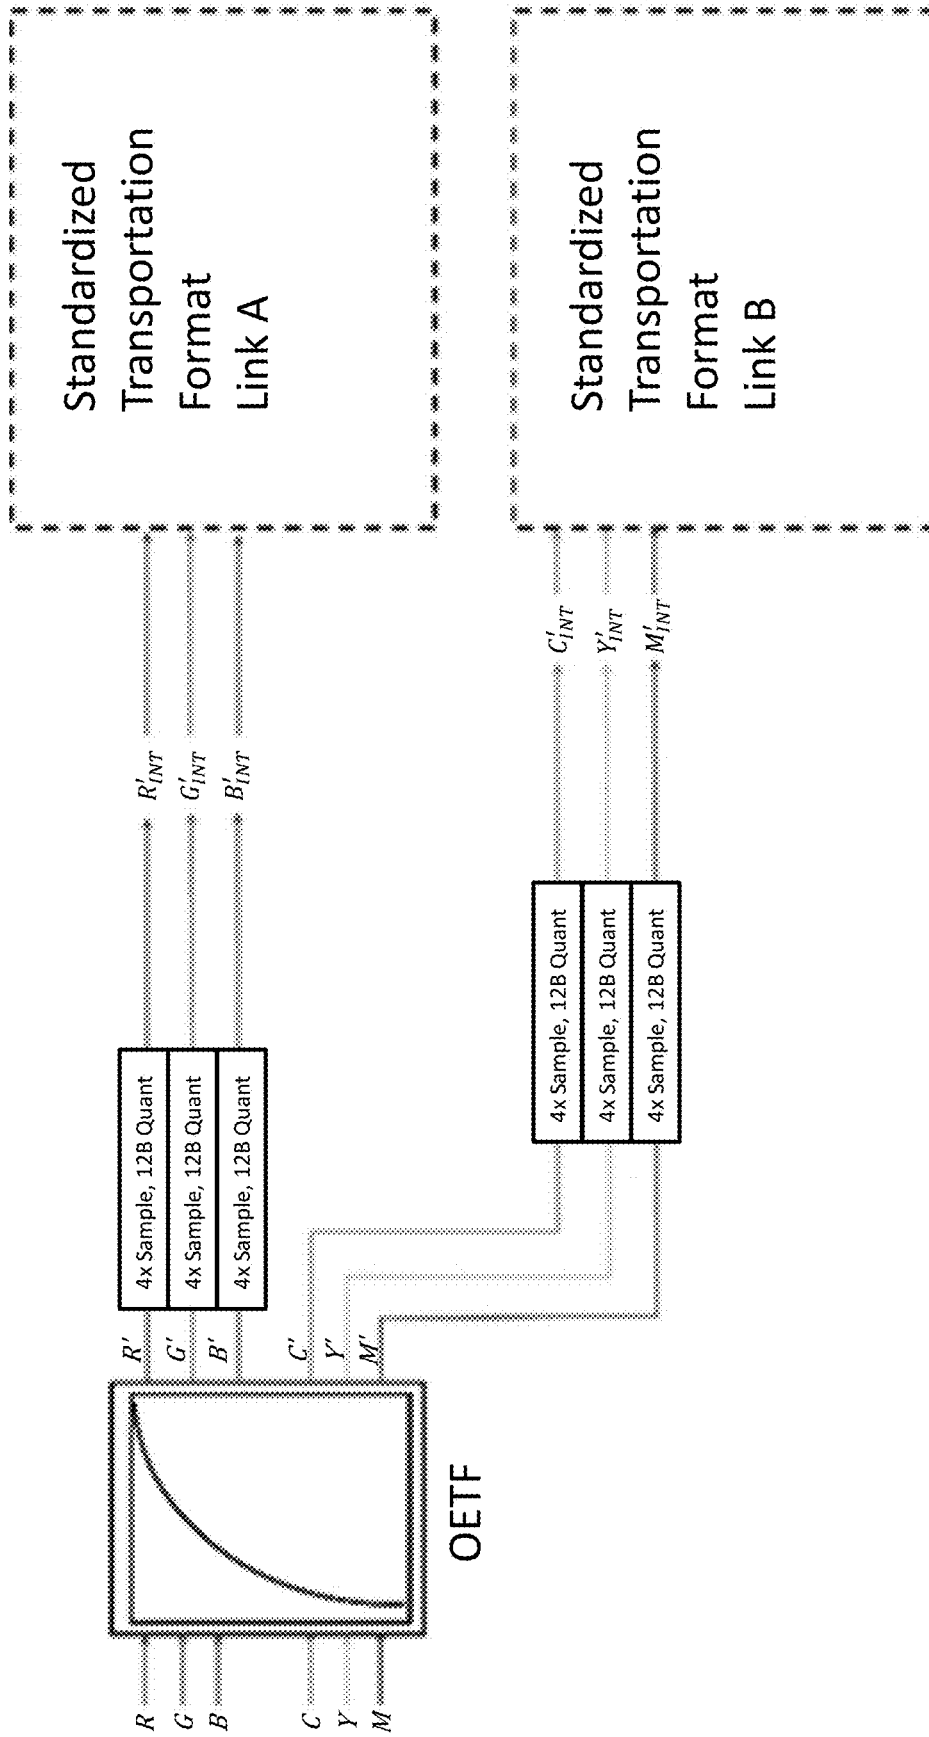 R
G
B
C
Y
M
OETF
R'
G'
B'
C'
Y'
M'
4x Sample, 12B Quant
4x Sample, 12B Quant
4x Sample, 12B Quant
4x Sample, 12B Quant
4x Sample, 12B Quant
4x Sample, 12B Quant
R'INT
G'INT
B'INT
C'INT
Y'INT
M'INT
Standardized
Transportation
Format
Link A
Standardized
Transportation
Format
Link B